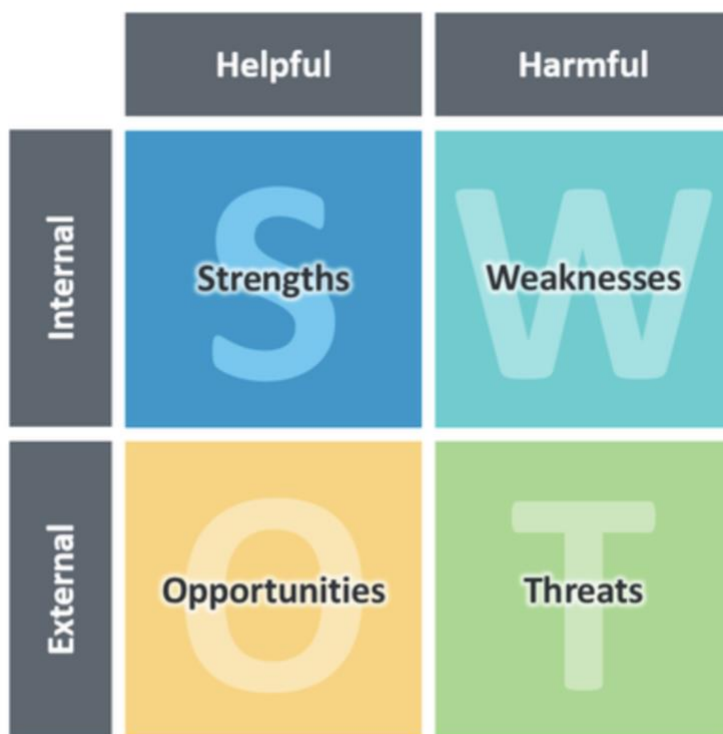 Helpful
Harmful
Internal
S
Strengths
W
Weaknesses
External
O
Opportunities
T
Threats